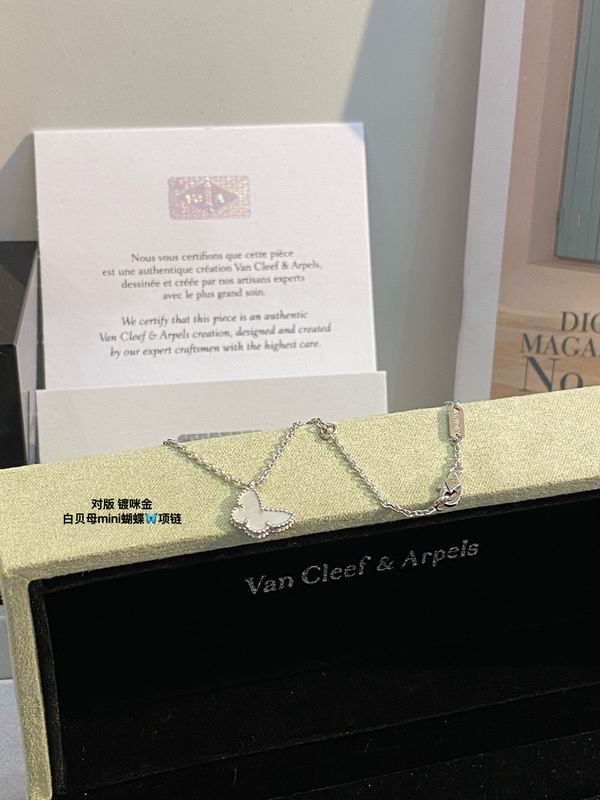 Nous vous certifions que cette pièce
est une authentique création Van Cleef & Arpels,
dessinée et créée par nos artisans experts
avec le plus grand soin.
We certify that this piece is an authentic
Van Cleef & Arpels creation, designed and created
by our expert craftsmen with the highest care.
DIO
MAGA
No
对版 镀咪金
白贝母mini蝴蝶🦋项链
Van Cleef & Arpels